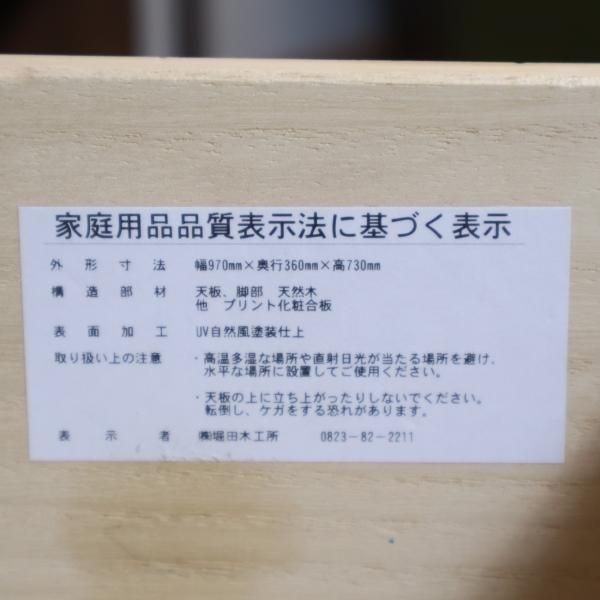 家庭用品品質表示法に基づく表示
外形寸法 幅970mm×奥行360mm×高730mm
構造部材 天板、脚部 天然木
他 プリント化粧合板
表面加工 UV自然風塗装仕上
取り扱い上の注意 ・高温多湿な場所や直射日光が当たる場所を避け、
水平な場所に設置してご使用ください。
・天板の上に立ち上がったりしないでください。
転倒し、ケガをする恐れがあります。
表示者 ㈱堀田木工所 0823-82-2211